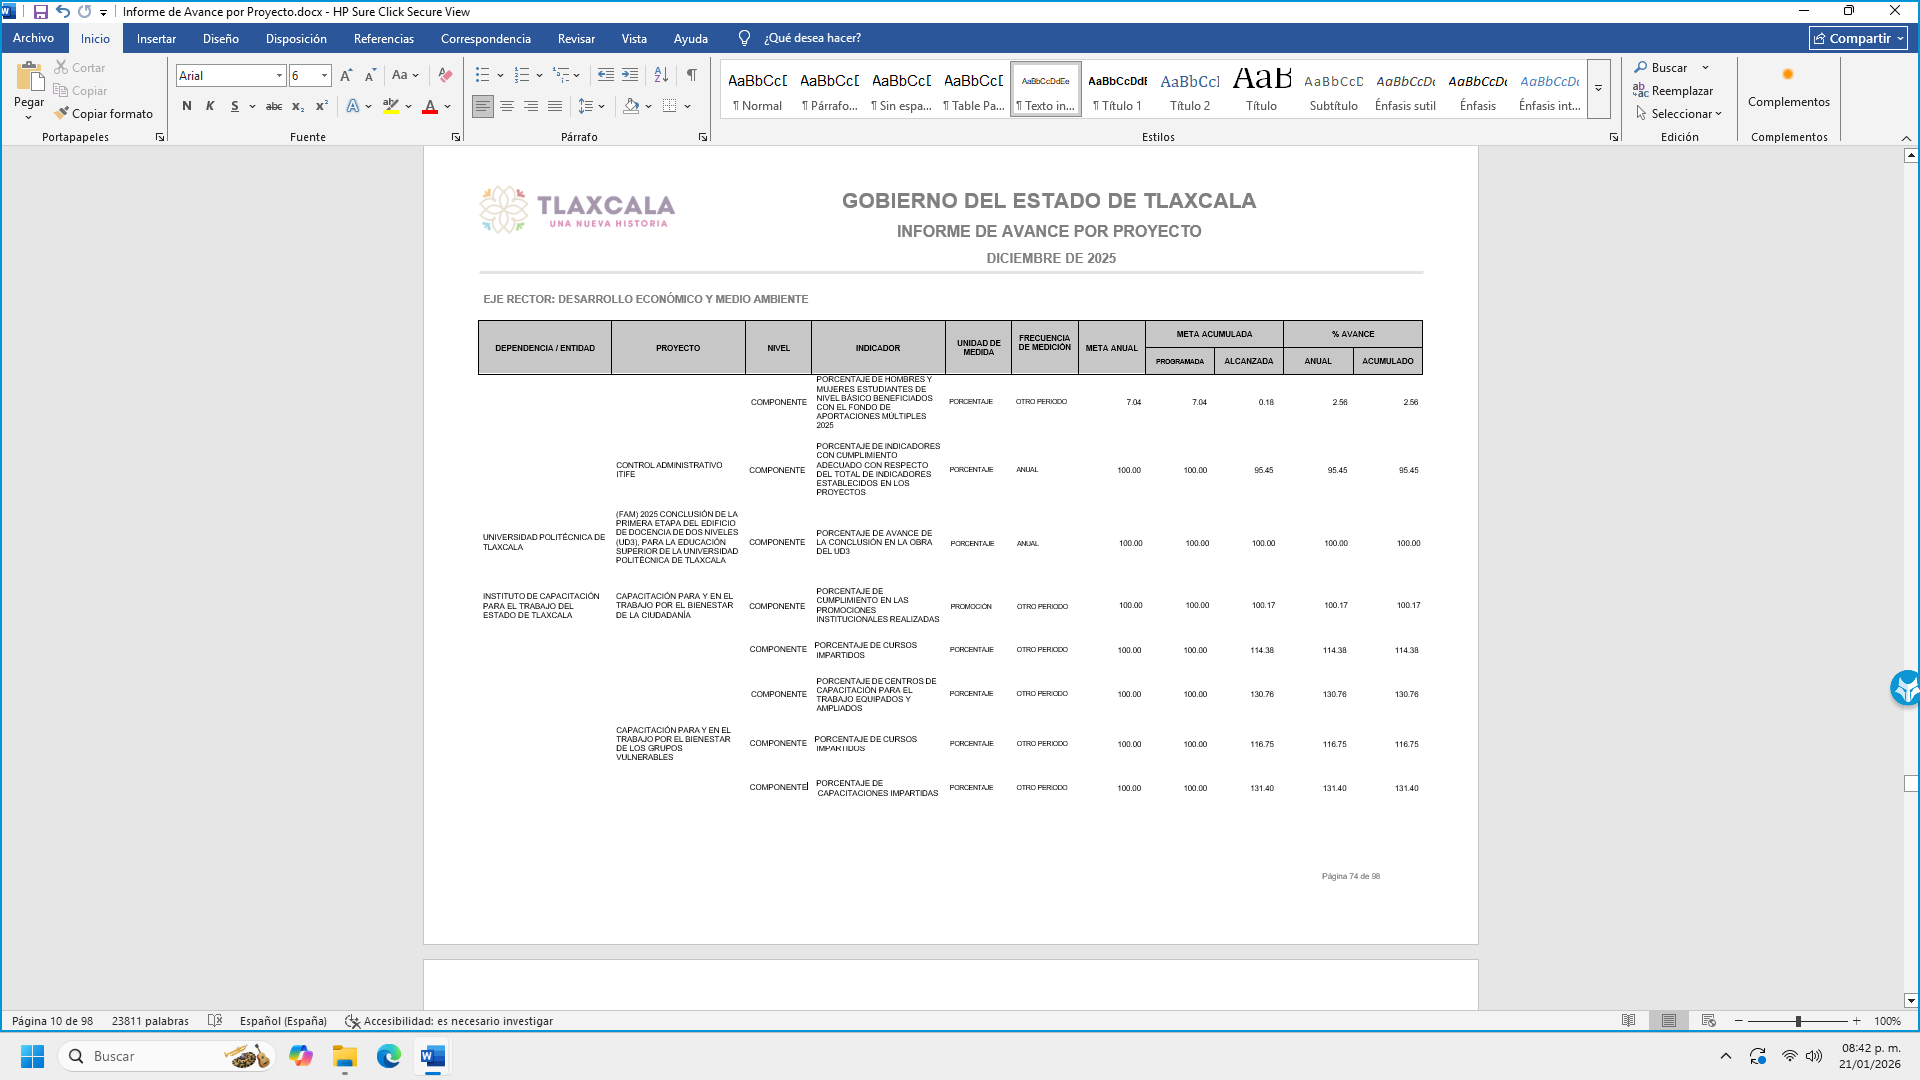 Informe de Avance por Proyecto.docx - HP Sure Click Secure View
Archivo Inicio Insertar Diseño Disposición Referencias Correspondencia Revisar Vista Ayuda ¿Qué desea hacer? Compartir
Pegar
Cortar
Copiar
Copiar formato
Portapapeles
Arial 6
Fuente
Párrafo
AaBbCcDdEe
¶ Normal ¶ Párrafo... ¶ Sin espa... ¶ Table Pa... ¶ Texto in... ¶ Título 1 Título 2 Título Subtítulo Énfasis sutil Énfasis Énfasis int...
Estilos
Buscar
Reemplazar
Seleccionar
Edición
Complementos
Complementos
TLAXCALA
UNA NUEVA HISTORIA
GOBIERNO DEL ESTADO DE TLAXCALA
INFORME DE AVANCE POR PROYECTO
DICIEMBRE DE 2025
EJE RECTOR: DESARROLLO ECONÓMICO Y MEDIO AMBIENTE
DEPENDENCIA / ENTIDAD PROYECTO NIVEL INDICADOR UNIDAD DE MEDIDA FRECUENCIA DE MEDICIÓN META ANUAL META ACUMULADA % AVANCE
PROGRAMADA ALCANZADA ANUAL ACUMULADO
COMPONENTE
PORCENTAJE DE HOMBRES Y
MUJERES ESTUDIANTES DE
NIVEL BÁSICO BENEFICIADOS
CON EL FONDO DE
APORTACIONES MÚLTIPLES
2025
PORCENTAJE OTRO PERIODO 7.04 7.04 0.18 2.56 2.56
CONTROL ADMINISTRATIVO
ITIFE
COMPONENTE
PORCENTAJE DE INDICADORES
CON CUMPLIMIENTO
ADECUADO CON RESPECTO
DEL TOTAL DE INDICADORES
ESTABLECIDOS EN LOS
PROYECTOS
PORCENTAJE ANUAL 100.00 100.00 95.45 95.45 95.45
UNIVERSIDAD POLITÉCNICA DE
TLAXCALA
(FAM) 2025 CONCLUSIÓN DE LA
PRIMERA ETAPA DEL EDIFICIO
DE DOCENCIA DE DOS NIVELES
(UD3), PARA LA EDUCACIÓN
SUPERIOR DE LA UNIVERSIDAD
POLITÉCNICA DE TLAXCALA
COMPONENTE
PORCENTAJE DE AVANCE DE
LA CONCLUSIÓN EN LA OBRA
DEL UD3
PORCENTAJE ANUAL 100.00 100.00 100.00 100.00 100.00
INSTITUTO DE CAPACITACIÓN
PARA EL TRABAJO DEL
ESTADO DE TLAXCALA
CAPACITACIÓN PARA Y EN EL
TRABAJO POR EL BIENESTAR
DE LA CIUDADANÍA
COMPONENTE
PORCENTAJE DE
CUMPLIMIENTO EN LAS
PROMOCIONES
INSTITUCIONALES REALIZADAS
PROMOCIÓN OTRO PERIODO 100.00 100.00 100.17 100.17 100.17
COMPONENTE
PORCENTAJE DE CURSOS
IMPARTIDOS
PORCENTAJE OTRO PERIODO 100.00 100.00 114.38 114.38 114.38
COMPONENTE
PORCENTAJE DE CENTROS DE
CAPACITACIÓN PARA EL
TRABAJO EQUIPADOS Y
AMPLIADOS
PORCENTAJE OTRO PERIODO 100.00 100.00 130.76 130.76 130.76
CAPACITACIÓN PARA Y EN EL
TRABAJO POR EL BIENESTAR
DE LOS GRUPOS
VULNERABLES
COMPONENTE
PORCENTAJE DE CURSOS
IMPARTIDOS
PORCENTAJE OTRO PERIODO 100.00 100.00 116.75 116.75 116.75
COMPONENTE
PORCENTAJE DE
CAPACITACIONES IMPARTIDAS
PORCENTAJE OTRO PERIODO 100.00 100.00 131.40 131.40 131.40
Página 74 de 98
Página 10 de 98 23811 palabras Español (España) Accesibilidad: es necesario investigar 100%
Buscar
08:42 p. m.
21/01/2026